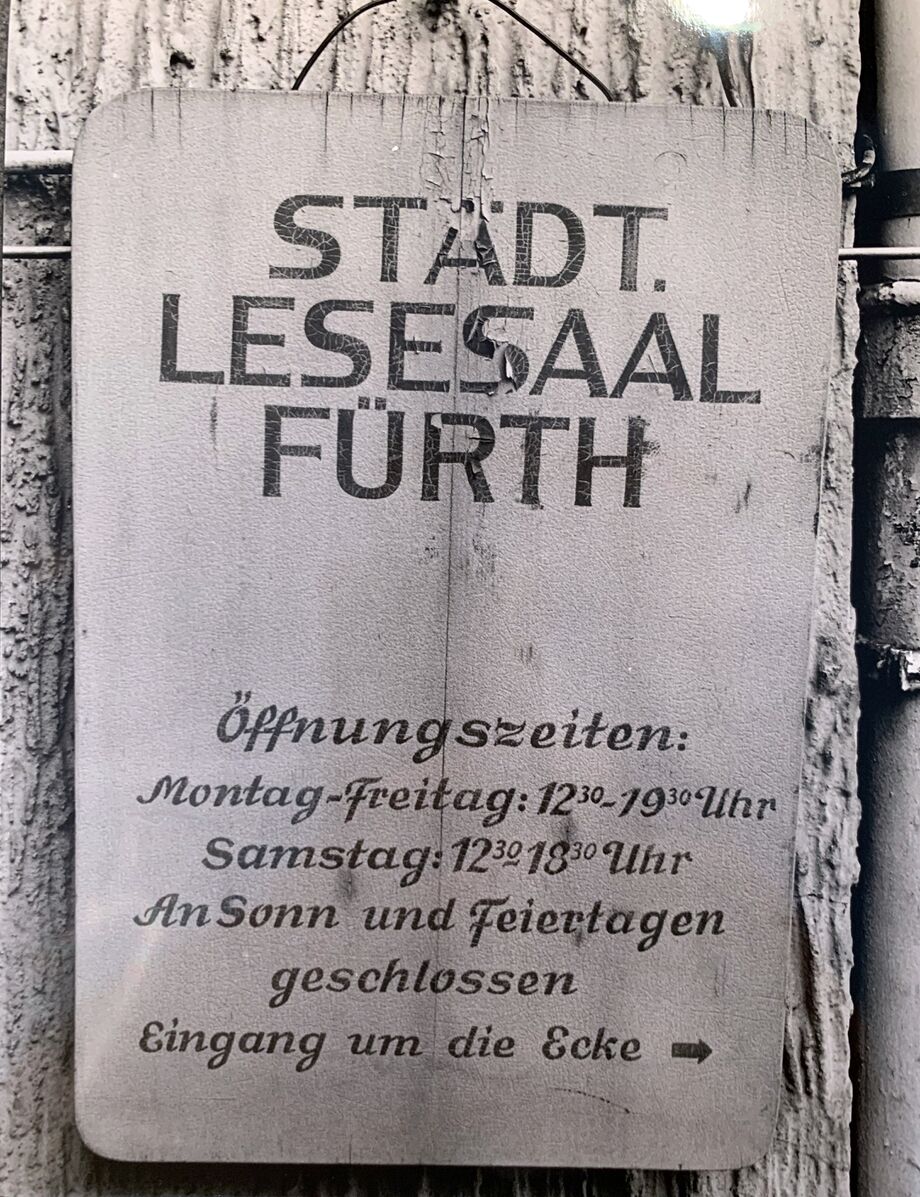 STÄDT.
LESESAAL
FÜRTH
Öffnungszeiten:
Montag-Freitag: 12³⁰-19³⁰ Uhr
Samstag: 12³⁰ 18³⁰ Uhr
An Sonn und Feiertagen
geschlossen
Eingang um die Ecke ➡